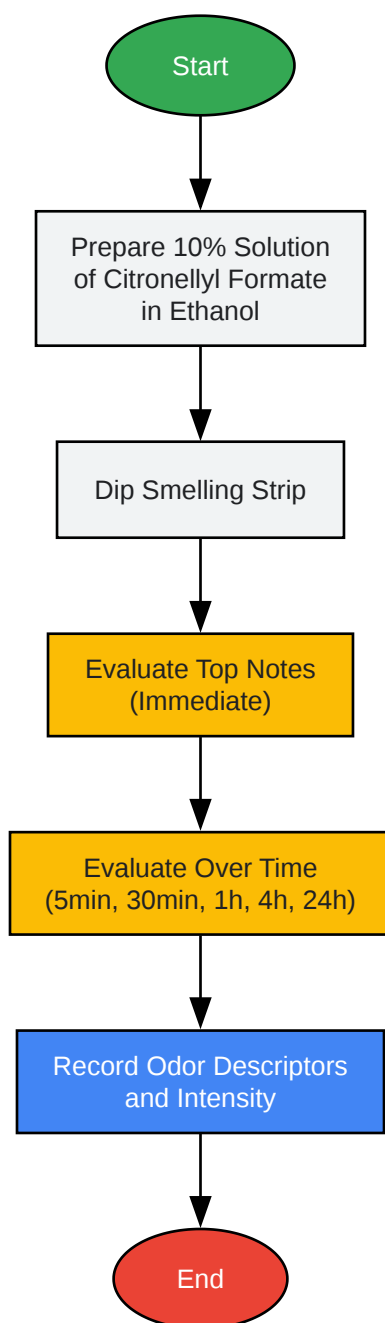 Start
Prepare 10% Solution
of Citronellyl Formate
in Ethanol
Dip Smelling Strip
Evaluate Top Notes
(Immediate)
Evaluate Over Time
(5min, 30min, 1h, 4h, 24h)
Record Odor Descriptors
and Intensity
End